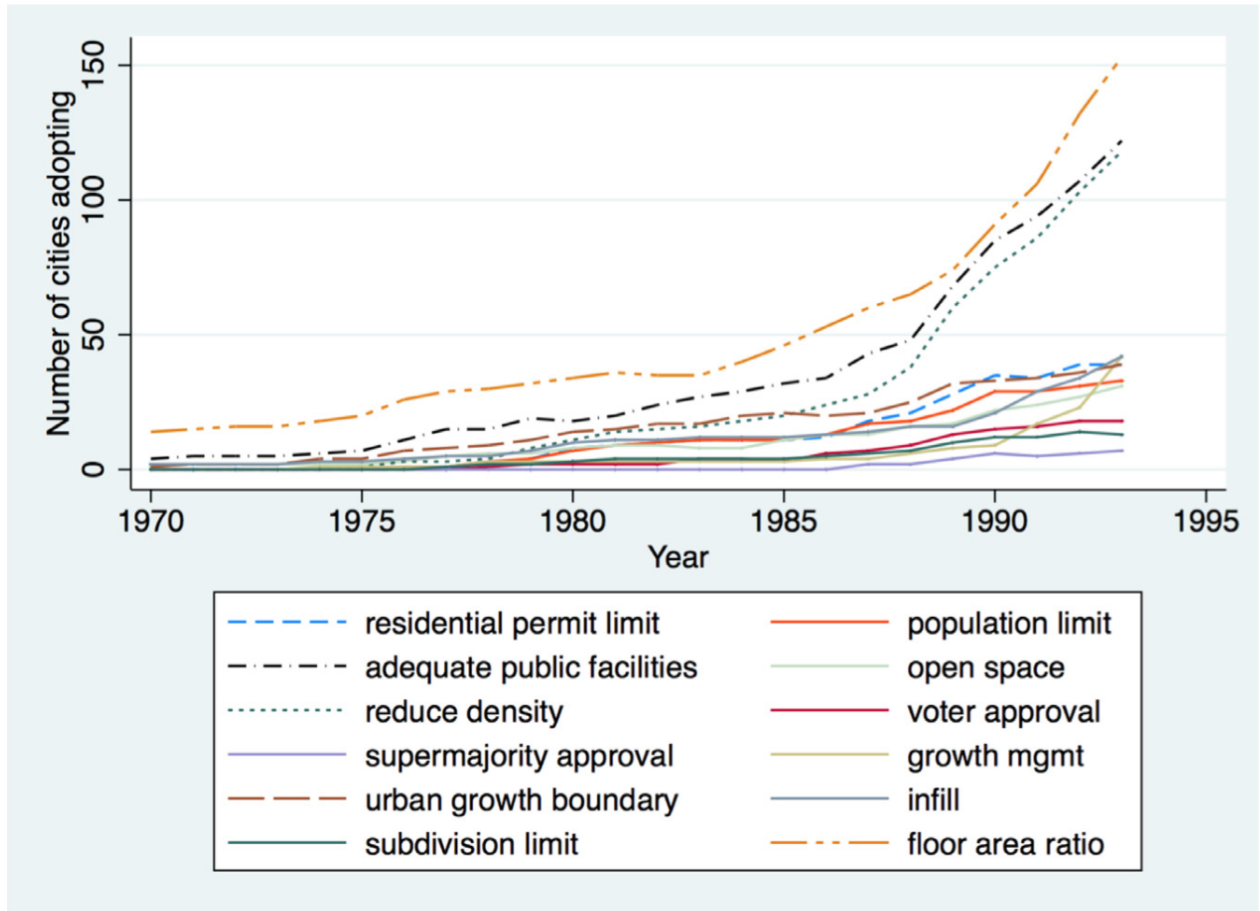 Number of cities adopting
150
100
50
0
1970 1975 1980 1985 1990 1995
Year
residential permit limit population limit
adequate public facilities open space
reduce density voter approval
supermajority approval growth mgmt
urban growth boundary infill
subdivision limit floor area ratio